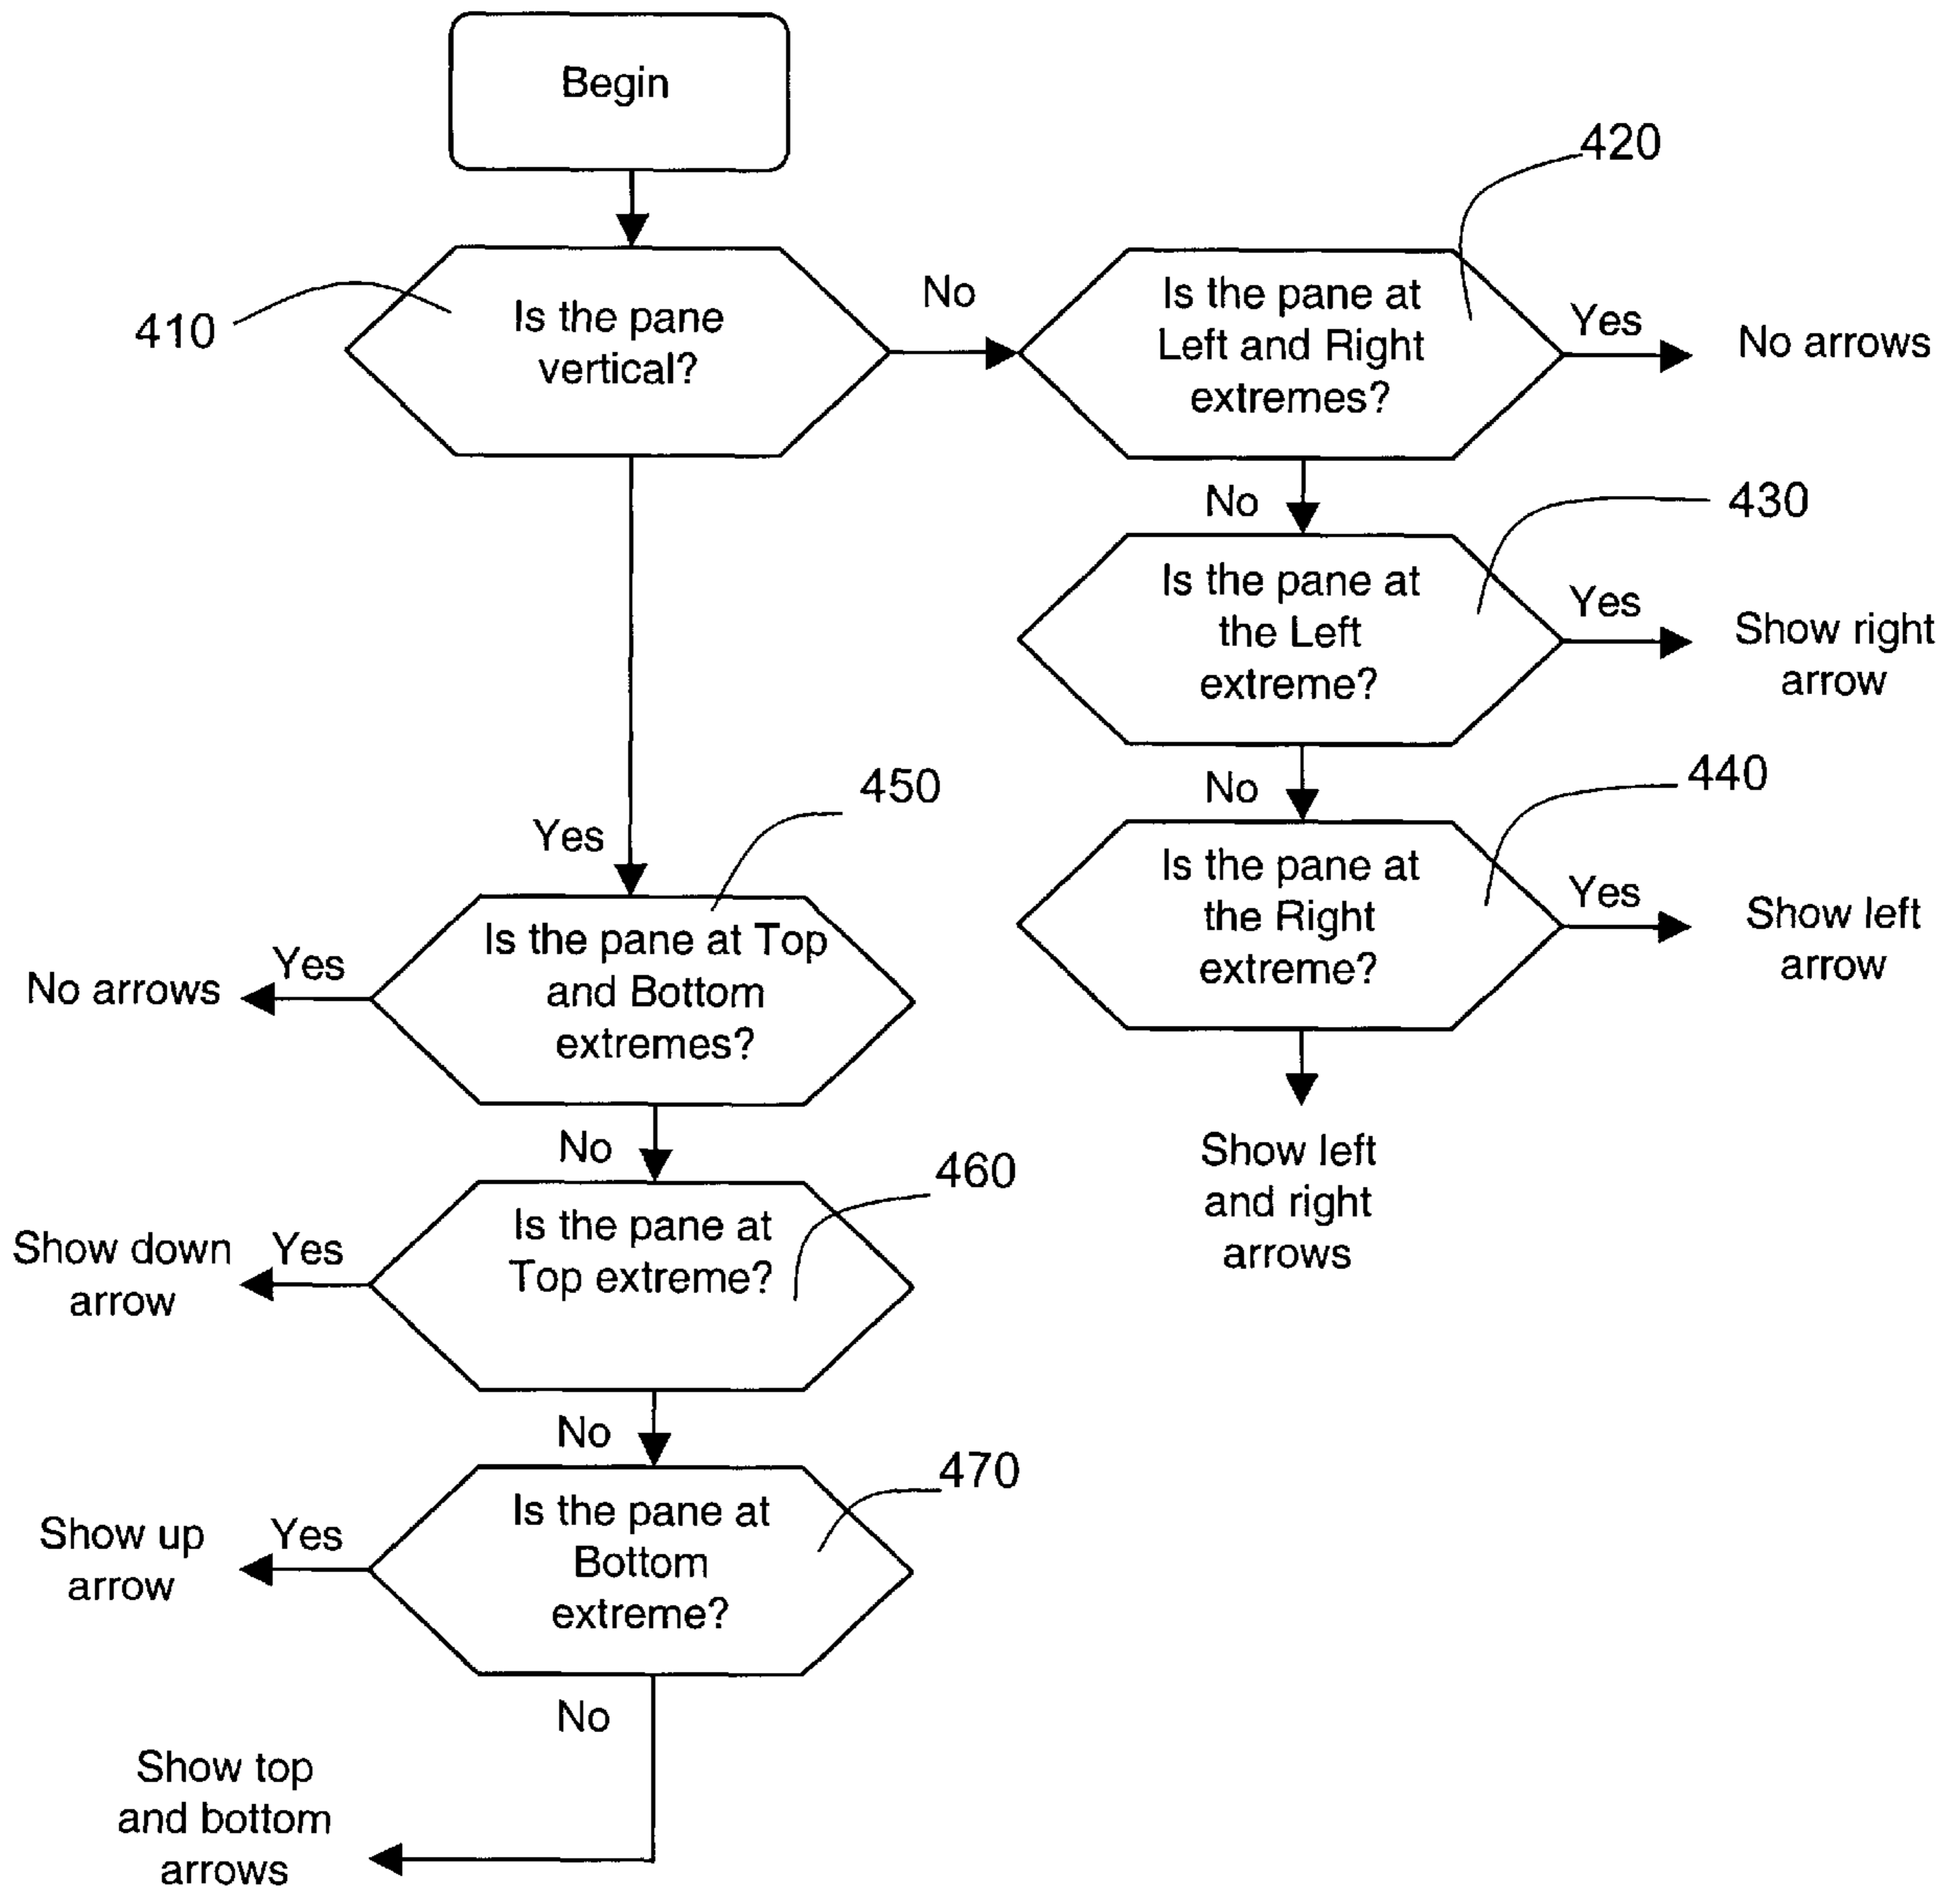 Begin
420
410
Is the pane
vertical?
No
Is the pane at
Left and Right
extremes?
Yes
No arrows
No
430
Is the pane at
the Left
extreme?
Yes
Show right
arrow
No
440
Is the pane at
the Right
extreme?
Yes
Show left
arrow
Show left
and right
arrows
Yes
450
Is the pane at Top
and Bottom
extremes?
Yes
No arrows
No
460
Is the pane at
Top extreme?
Yes
Show down
arrow
No
470
Is the pane at
Bottom
extreme?
Yes
Show up
arrow
No
Show top
and bottom
arrows